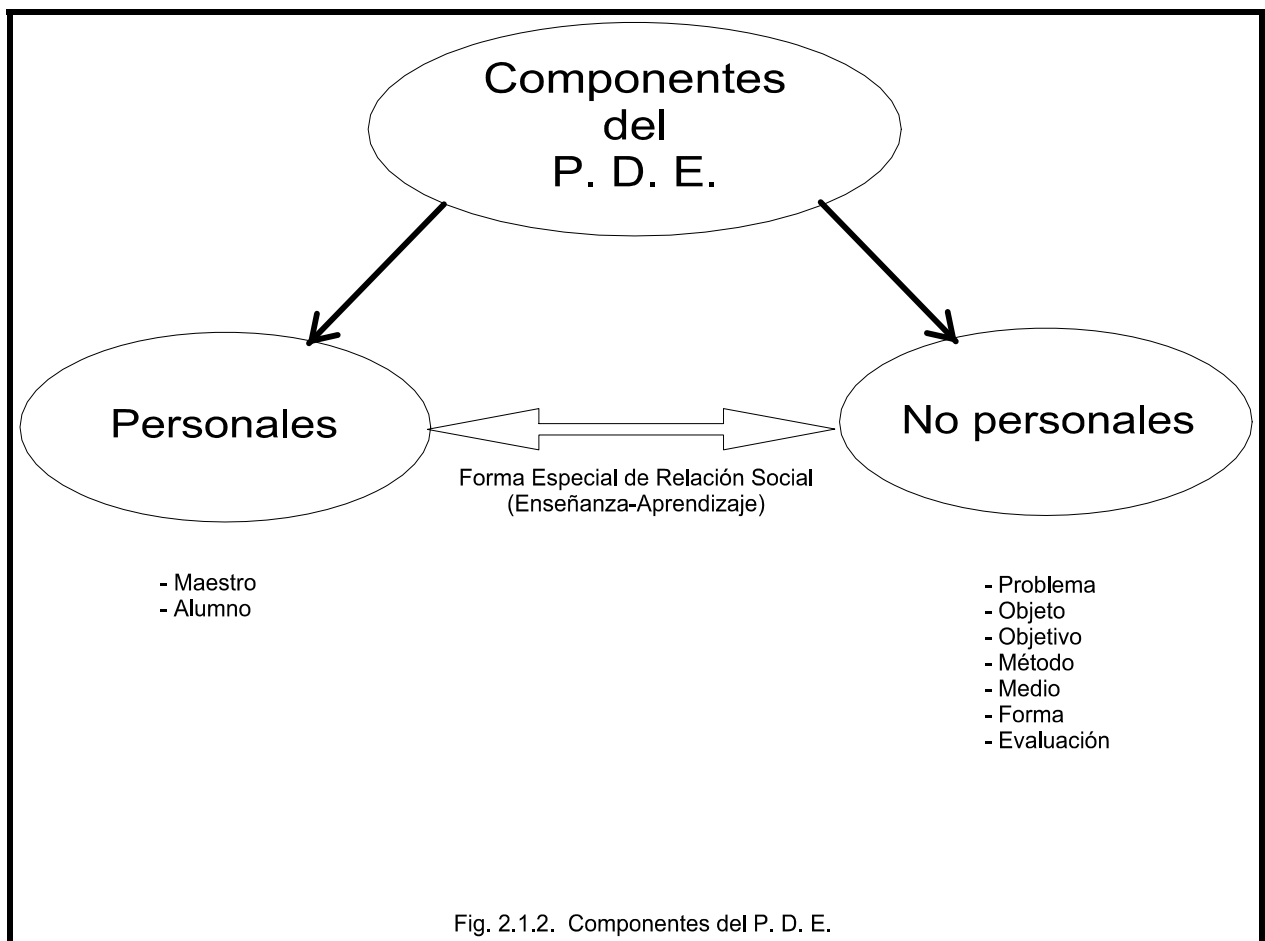 Componentes
del
P. D. E.
Personales
No personales
Forma Especial de Relación Social
(Enseñanza-Aprendizaje)
- Maestro
- Alumno
- Problema
- Objeto
- Objetivo
- Método
- Medio
- Forma
- Evaluación
Fig. 2.1.2. Componentes del P. D. E.